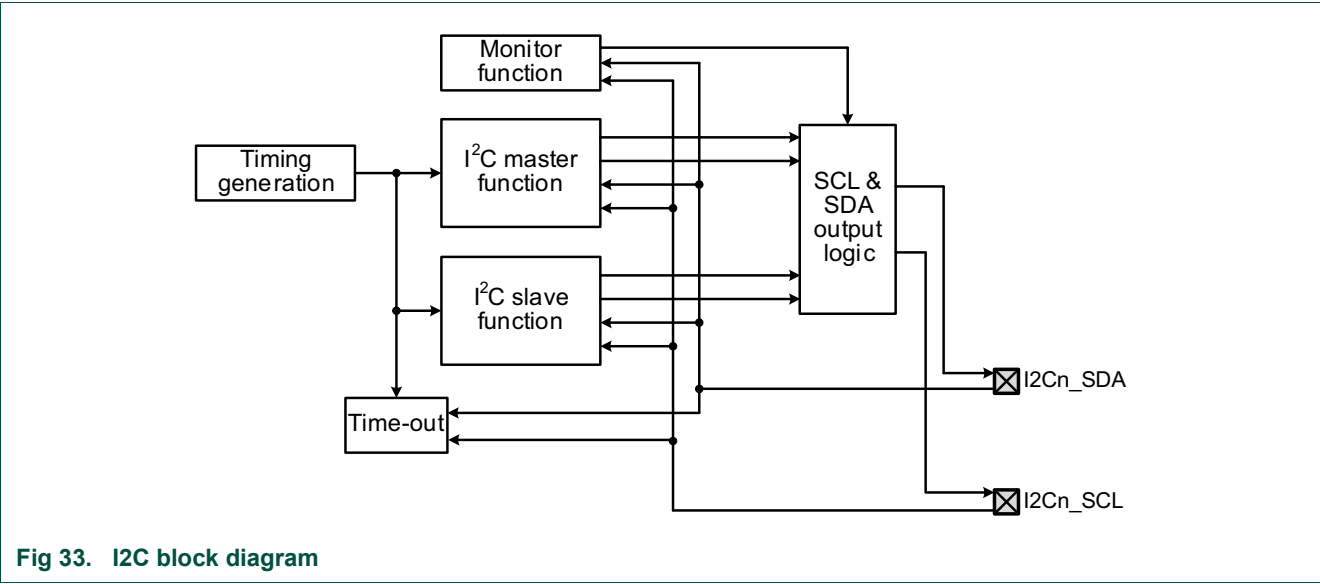 Monitor
function
Timing
generation
I²C master
function
SCL &
SDA
output
logic
I²C slave
function
Time-out
I2Cn_SDA
I2Cn_SCL
Fig 33. I2C block diagram